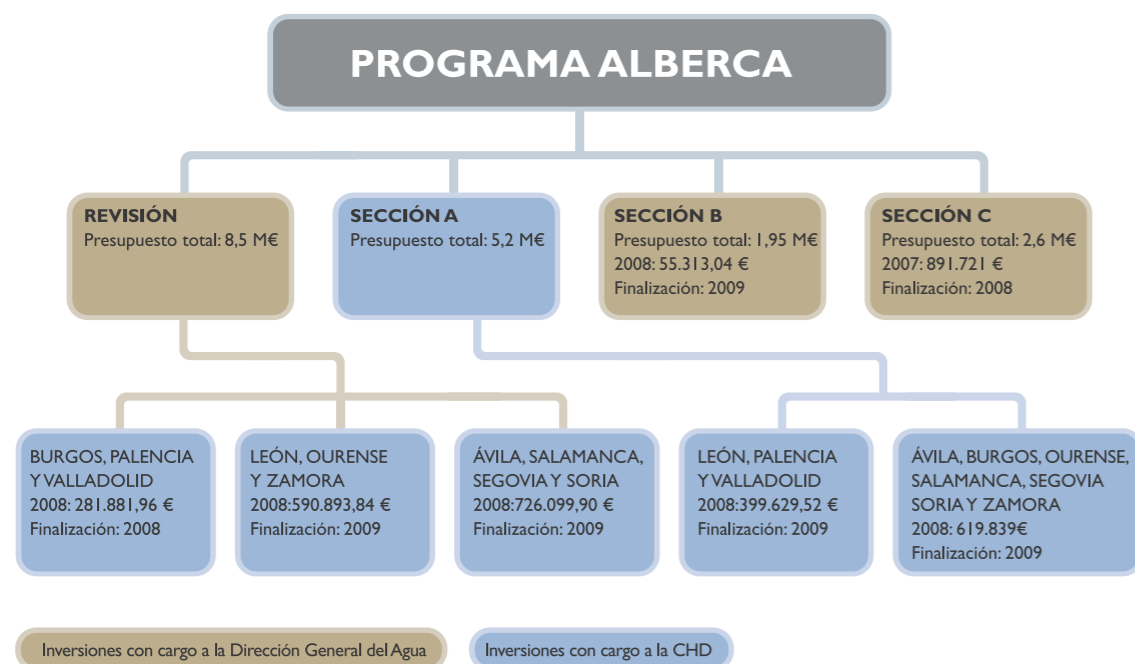 PROGRAMA ALBERCA
REVISIÓN
Presupuesto total: 8,5 M€
SECCIÓN A
Presupuesto total: 5,2 M€
SECCIÓN B
Presupuesto total: 1,95 M€
2008: 55.313,04 €
Finalización: 2009
SECCIÓN C
Presupuesto total: 2,6 M€
2007: 891.721 €
Finalización: 2008
BURGOS, PALENCIA
Y VALLADOLID
2008: 281.881,96 €
Finalización: 2008
LEÓN, OURENSE
Y ZAMORA
2008:590.893,84 €
Finalización: 2009
ÁVILA, SALAMANCA,
SEGOVIA Y SORIA
2008:726.099,90 €
Finalización: 2009
LEÓN, PALENCIA
Y VALLADOLID
2008:399.629,52 €
Finalización: 2009
ÁVILA, BURGOS, OURENSE,
SALAMANCA, SEGOVIA
SORIA Y ZAMORA
2008: 619.839€
Finalización: 2009
Inversiones con cargo a la Dirección General del Agua
Inversiones con cargo a la CHD